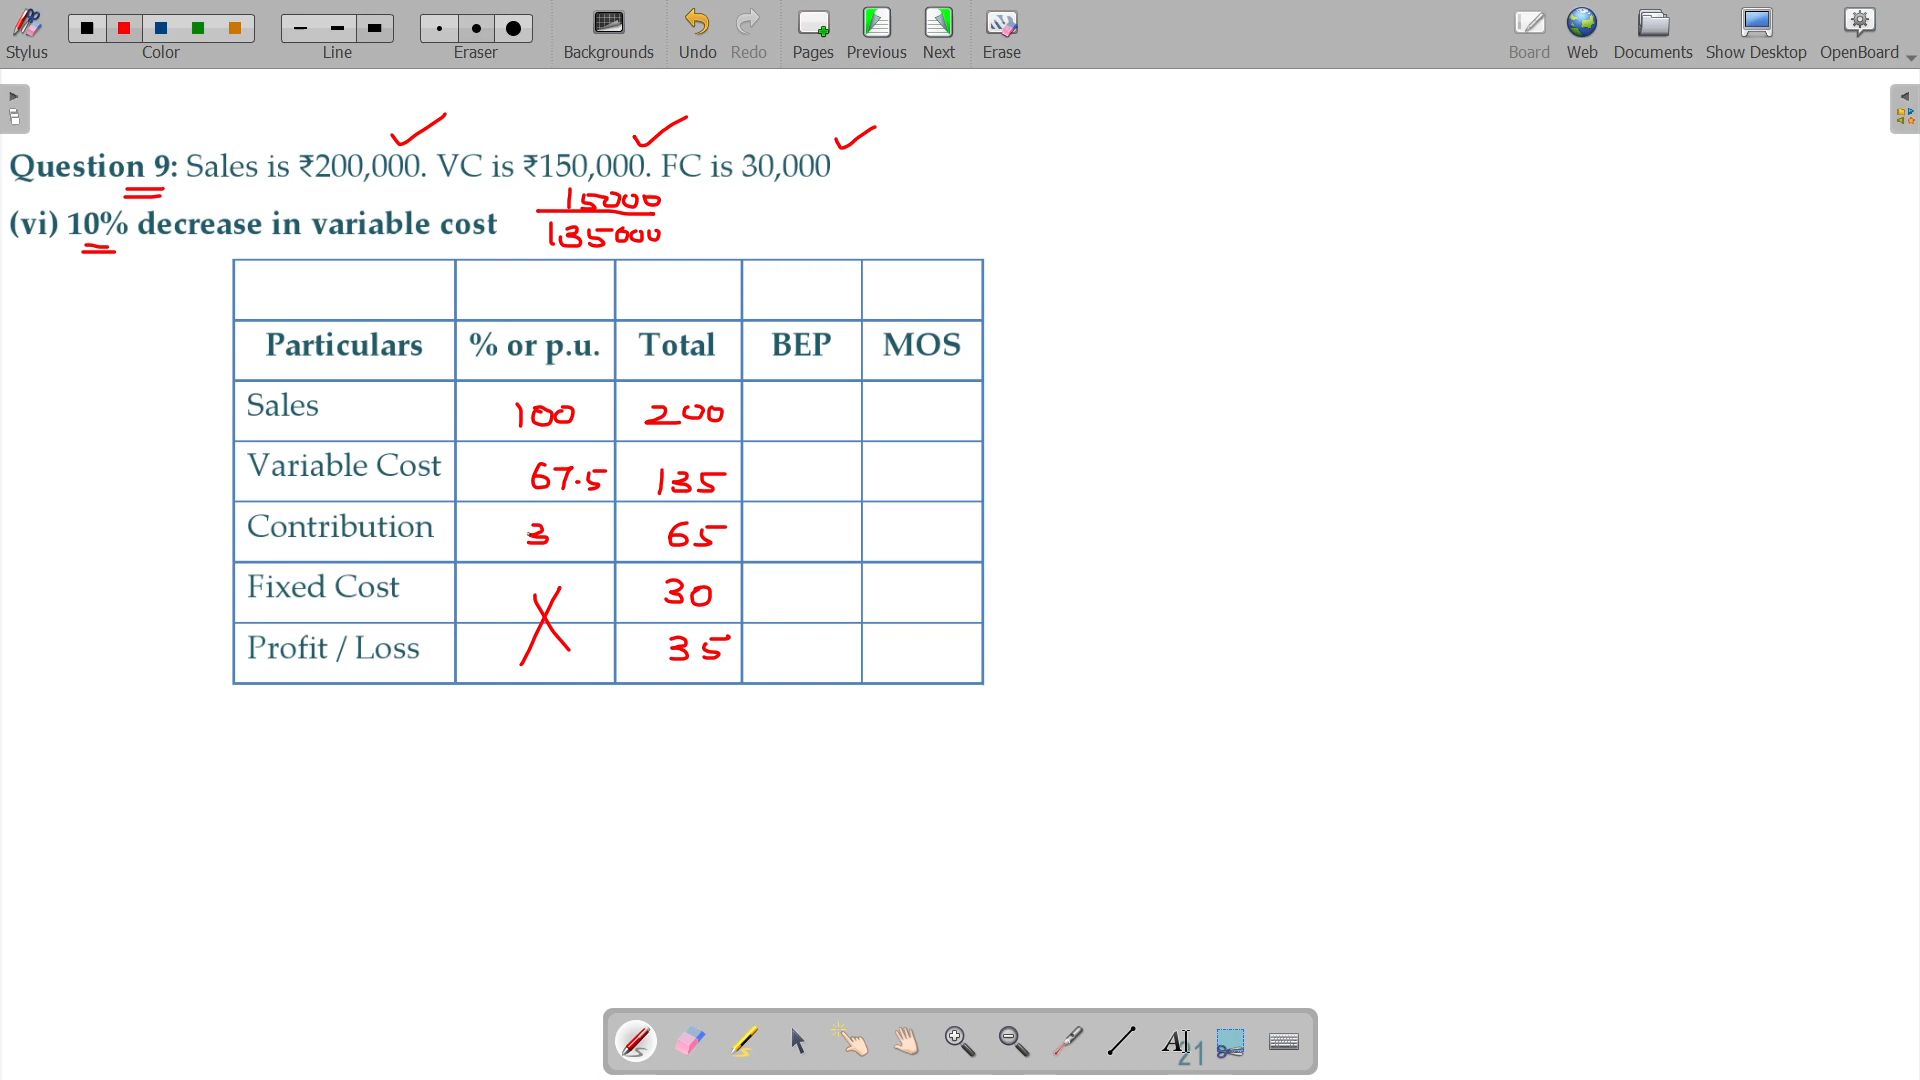 Stylus Color Line Eraser Backgrounds Undo Redo Pages Previous Next Erase Board Web Documents Show Desktop OpenBoard
Question 9: Sales is ₹200,000. VC is ₹150,000. FC is 30,000
15000
(vi) 10% decrease in variable cost 135000
Particulars % or p.u. Total BEP MOS
Sales 100 200
Variable Cost 67.5 135
Contribution 3 65
Fixed Cost 30
Profit / Loss 35
21